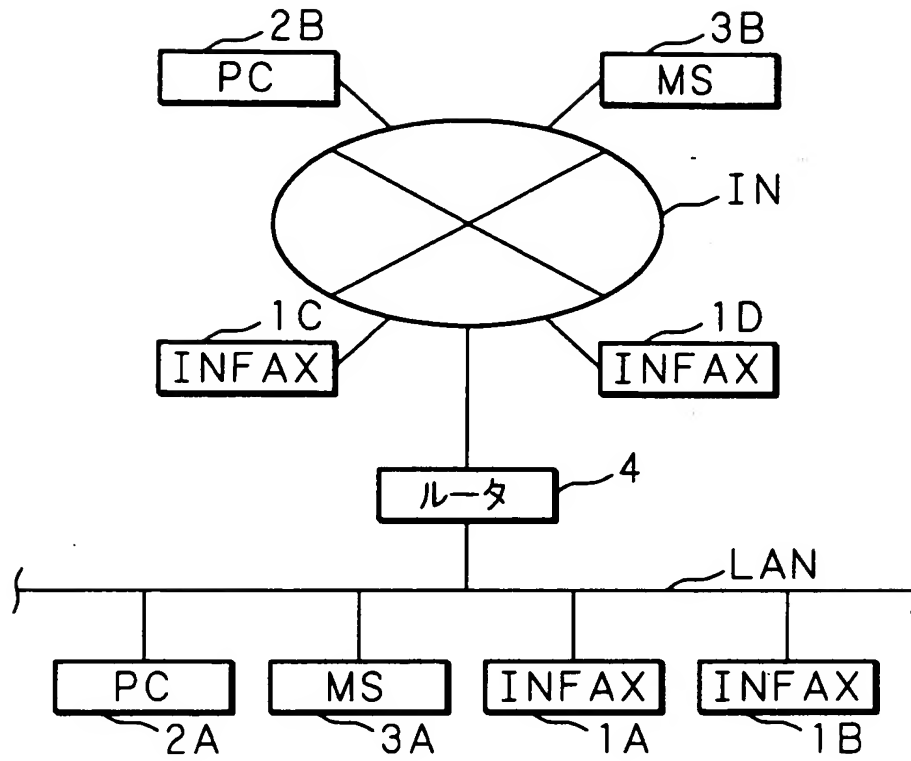 2B 3B
PC MS
IN
1C 1D
INFAX INFAX
4
ルータ
LAN
PC MS INFAX INFAX
2A 3A 1A 1B